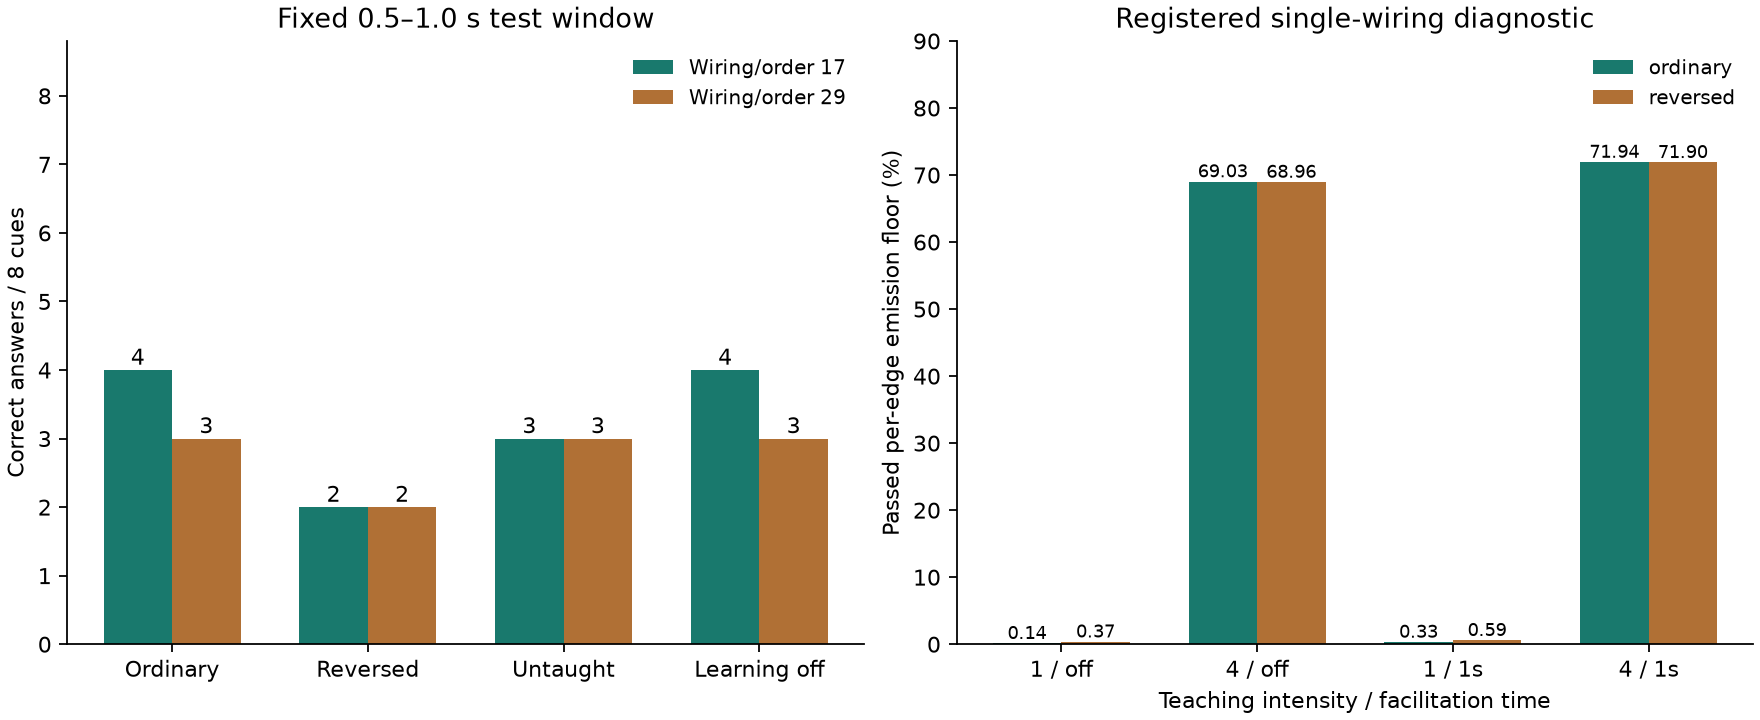 Fixed 0.5–1.0 s test window
Correct answers / 8 cues
8
7
6
5
4
3
2
1
0
Wiring/order 17
Wiring/order 29
4
3
2
2
3
3
4
3
Ordinary
Reversed
Untaught
Learning off
Registered single-wiring diagnostic
Passed per-edge emission floor (%)
90
80
70
60
50
40
30
20
10
0
ordinary
reversed
0.14
0.37
69.03
68.96
0.33
0.59
71.94
71.90
1 / off
4 / off
1 / 1s
4 / 1s
Teaching intensity / facilitation time